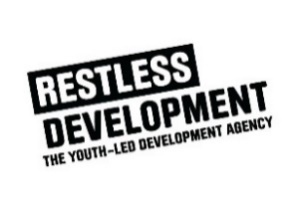 RESTLESS
DEVELOPMENT
THE YOUTH-LED DEVELOPMENT AGENCY